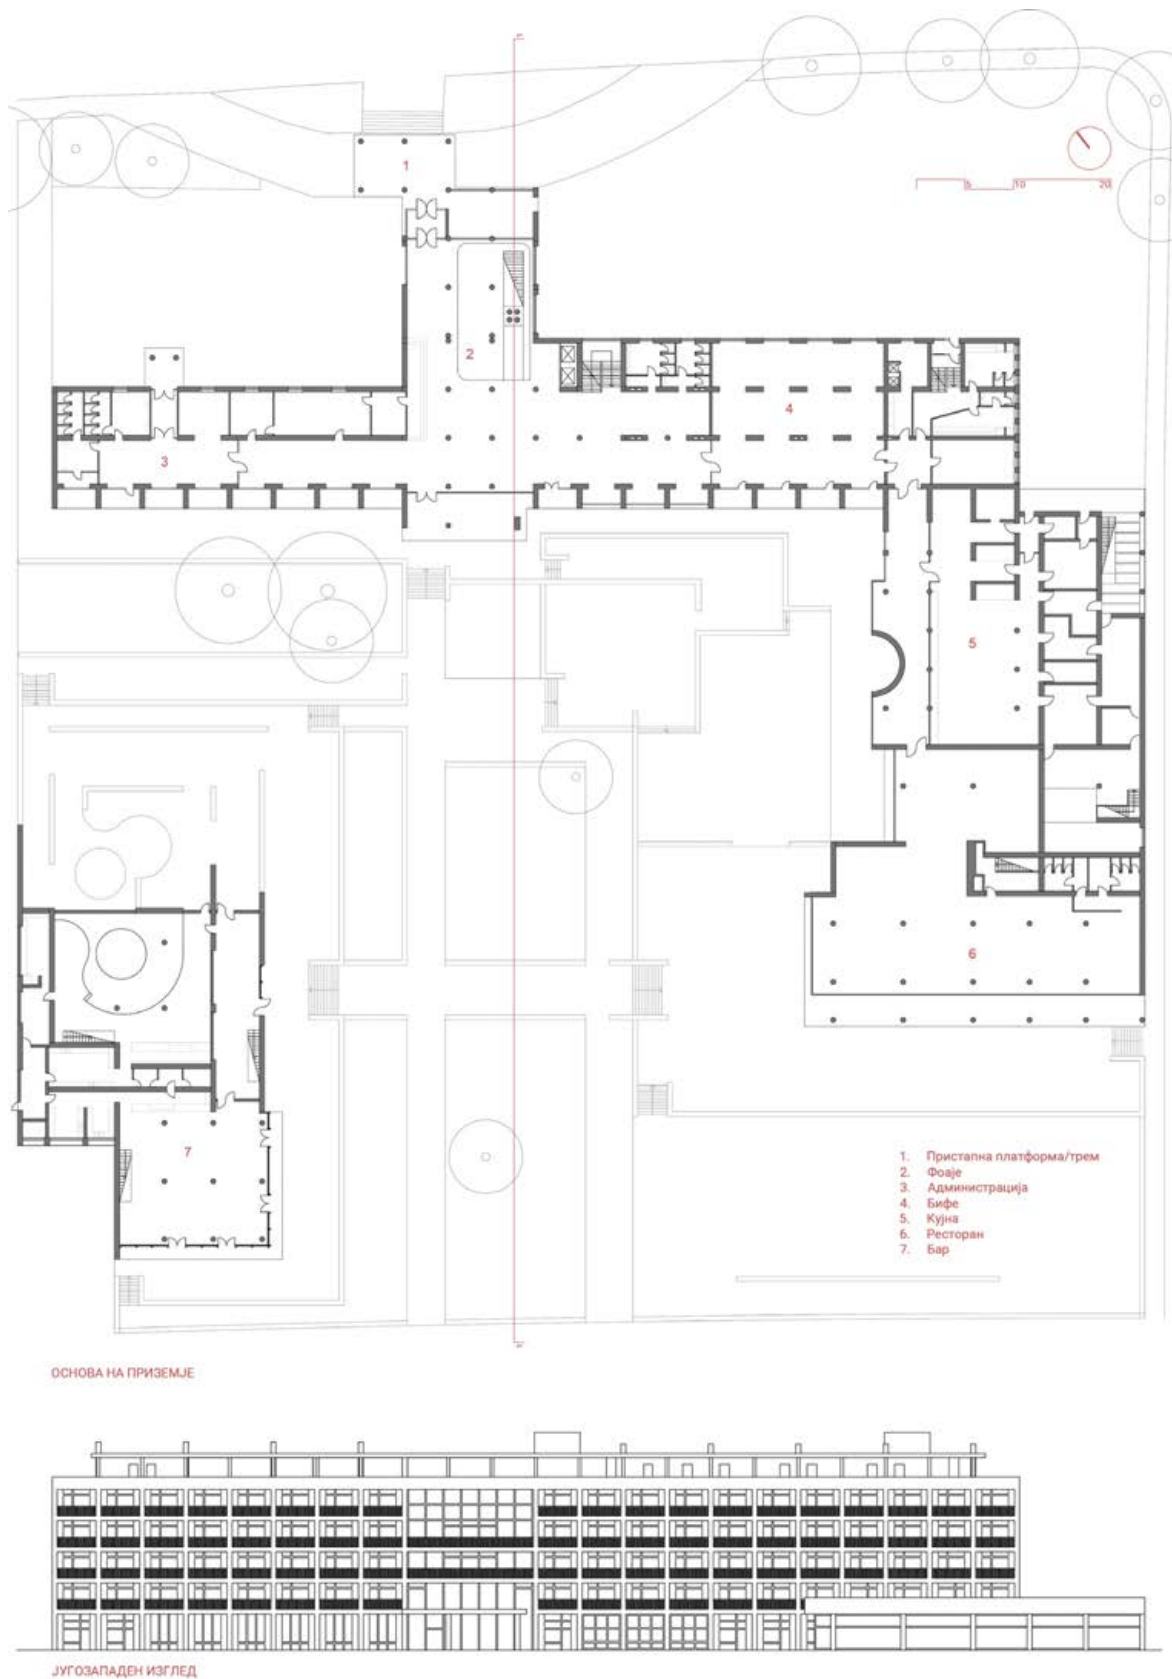 1
5
10
20
2
4
3
5
6
7
1. Пристапна платформа/трем
2. Фоаје
3. Администрација
4. Бифе
5. Кујна
6. Ресторан
7. Бар
ОСНОВА НА ПРИЗЕМЈЕ
ЈУГОЗАПАДЕН ИЗГЛЕД